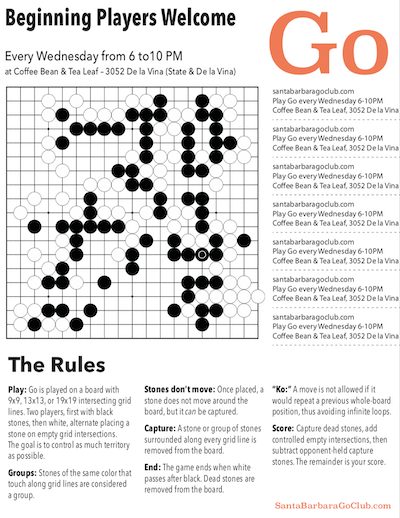 Beginning Players Welcome
Go
Every Wednesday from 6 to10 PM
at Coffee Bean & Tea Leaf – 3052 De la Vina (State & De la Vina)
santabarbaragoclub.com
Play Go every Wednesday 6-10PM
Coffee Bean & Tea Leaf, 3052 De la Vina
santabarbaragoclub.com
Play Go every Wednesday 6-10PM
Coffee Bean & Tea Leaf, 3052 De la Vina
santabarbaragoclub.com
Play Go every Wednesday 6-10PM
Coffee Bean & Tea Leaf, 3052 De la Vina
santabarbaragoclub.com
Play Go every Wednesday 6-10PM
Coffee Bean & Tea Leaf, 3052 De la Vina
santabarbaragoclub.com
Play Go every Wednesday 6-10PM
Coffee Bean & Tea Leaf, 3052 De la Vina
santabarbaragoclub.com
Play Go every Wednesday 6-10PM
Coffee Bean & Tea Leaf, 3052 De la Vina
santabarbaragoclub.com
Play Go every Wednesday 6-10PM
Coffee Bean & Tea Leaf, 3052 De la Vina
The Rules
Play: Go is played on a board with
9x9, 13x13, or 19x19 intersecting grid
lines. Two players, first with black
stones, then white, alternate placing a
stone on empty grid intersections.
The goal is to control as much territory
as possible.
Groups: Stones of the same color that
touch along grid lines are considered
a group.
Stones don't move: Once placed, a
stone does not move around the
board, but it can be captured.
Capture: A stone or group of stones
surrounded along every grid line is
removed from the board.
End: The game ends when white
passes after black. Dead stones are
removed from the board.
"Ko:" A move is not allowed if it
would repeat a previous whole-board
position, thus avoiding infinite loops.
Score: Capture dead stones, add
controlled empty intersections, then
subtract opponent-held capture
stones. The remainder is your score.
SantaBarbaraGoClub.com